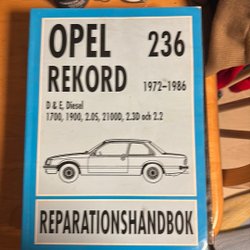 OPEL 236
REKORD 1972-1986
D & E, Diesel
1700, 1900, 2.0S, 2100D, 2.3D och 2.2
REPARATIONSHANDBOK